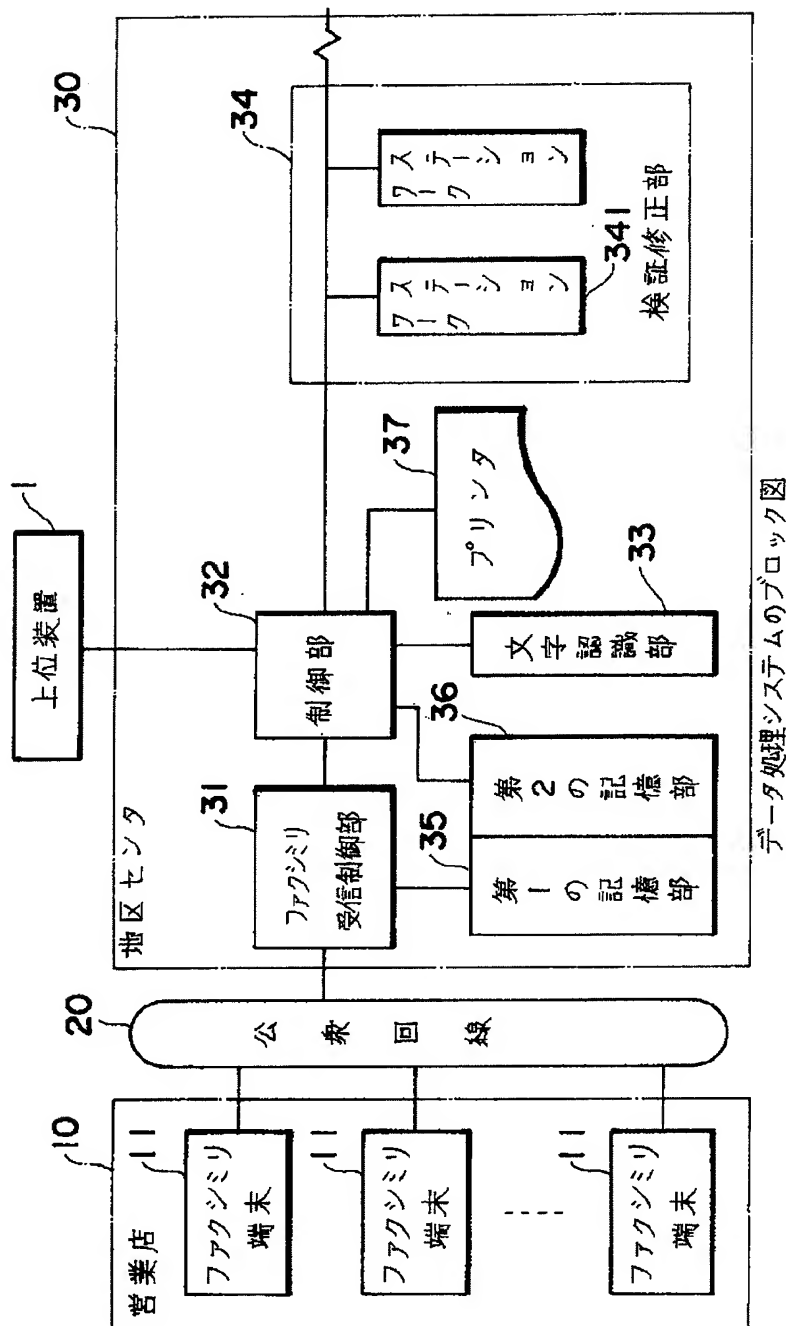 営業店
10
ファクシミリ
端末
11
ファクシミリ
端末
11
ファクシミリ
端末
11
公衆回線
20
地区センタ
30
上位装置
1
ファクシミリ
受信制御部
31
制御部
32
第1の記憶部
35
第2の記憶部
36
文字認識部
33
プリンタ
37
34
ワーク
ステーション
ワーク
ステーション
341
検証修正部
データ処理システムのブロック図